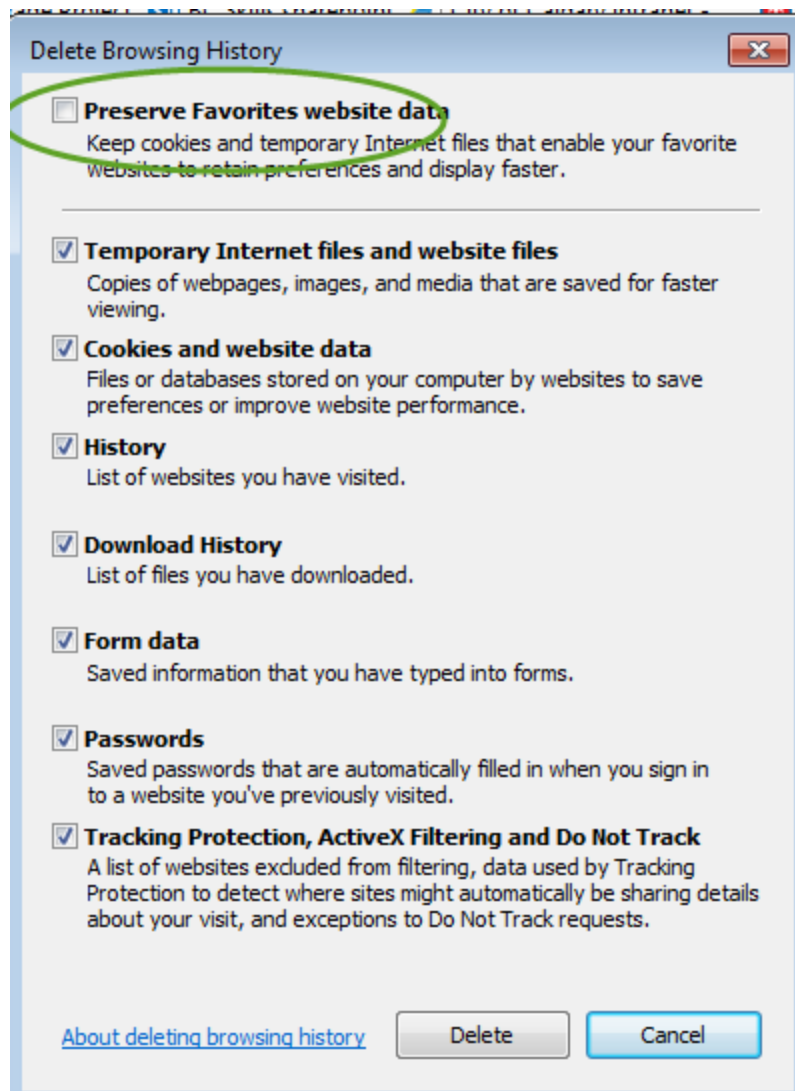 Delete Browsing History
Preserve Favorites website data
Keep cookies and temporary Internet files that enable your favorite
websites to retain preferences and display faster.
Temporary Internet files and website files
Copies of webpages, images, and media that are saved for faster
viewing.
Cookies and website data
Files or databases stored on your computer by websites to save
preferences or improve website performance.
History
List of websites you have visited.
Download History
List of files you have downloaded.
Form data
Saved information that you have typed into forms.
Passwords
Saved passwords that are automatically filled in when you sign in
to a website you've previously visited.
Tracking Protection, ActiveX Filtering and Do Not Track
A list of websites excluded from filtering, data used by Tracking
Protection to detect where sites might automatically be sharing details
about your visit, and exceptions to Do Not Track requests.
About deleting browsing history Delete Cancel